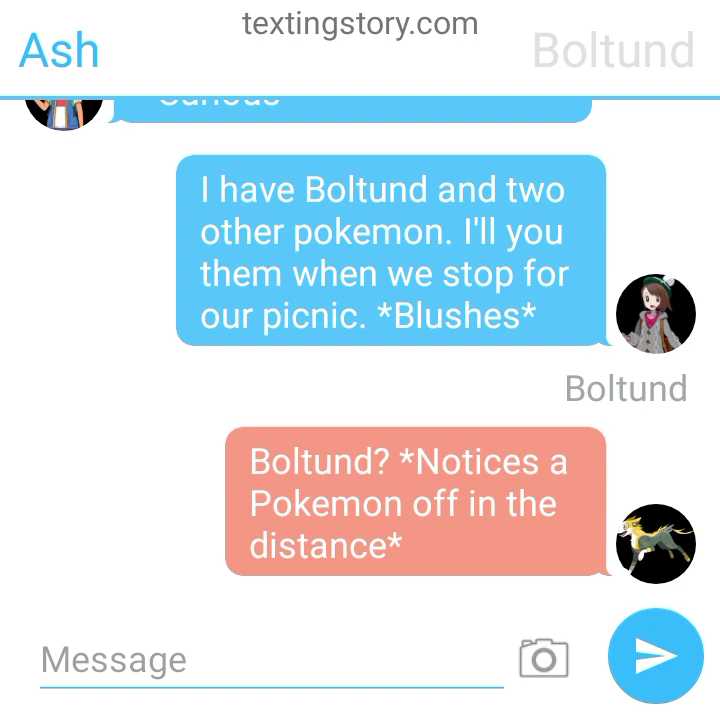 textingstory.com
Ash
Boltund
Curious
I have Boltund and two
other pokemon. I'll you
them when we stop for
our picnic. *Blushes*
Boltund
Boltund? *Notices a
Pokemon off in the
distance*
Message